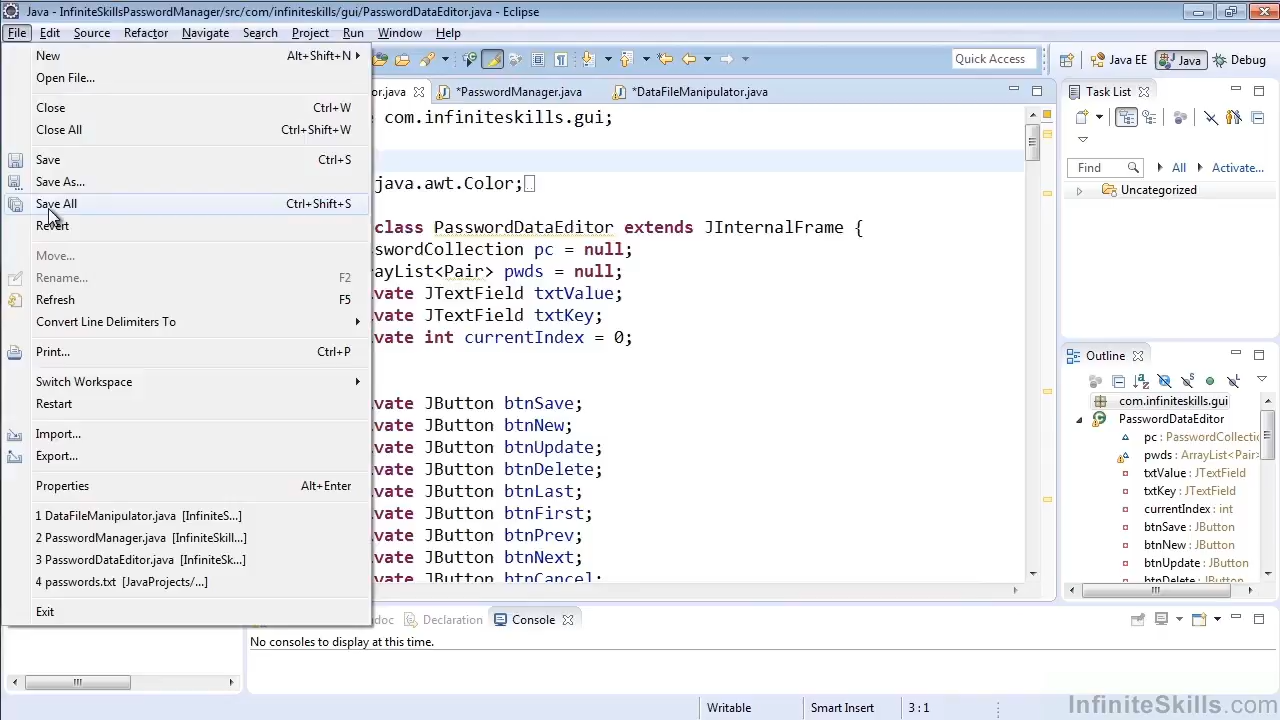 Java - InfiniteSkillsPasswordManager/src/com/infiniteskills/gui/PasswordDataEditor.java - Eclipse
File Edit Source Refactor Navigate Search Project Run Window Help
New Alt+Shift+N
Open File...
Close Ctrl+W
Close All Ctrl+Shift+W
Save Ctrl+S
Save As...
Save All Ctrl+Shift+S
Revert
Move...
Rename... F2
Refresh F5
Convert Line Delimiters To
Print... Ctrl+P
Switch Workspace
Restart
Import...
Export...
Properties Alt+Enter
1 DataFileManipulator.java [InfiniteS...]
2 PasswordManager.java [InfiniteSkill...]
3 PasswordDataEditor.java [InfiniteSk...]
4 passwords.txt [JavaProjects/...]
Exit
Quick Access
Java EE Java Debug
or.java *PasswordManager.java *DataFileManipulator.java
com.infiniteskills.gui;
java.awt.Color;
class PasswordDataEditor extends JInternalFrame {
swordCollection pc = null;
ayList<Pair> pwds = null;
vate JTextField txtValue;
vate JTextField txtKey;
vate int currentIndex = 0;
vate JButton btnSave;
vate JButton btnNew;
vate JButton btnUpdate;
vate JButton btnDelete;
vate JButton btnLast;
vate JButton btnFirst;
vate JButton btnPrev;
vate JButton btnNext;
vate JButton btnCancel;
Task List
Find All Activate...
Uncategorized
Outline
com.infiniteskills.gui
PasswordDataEditor
pc : PasswordCollectio
pwds : ArrayList<Pair>
txtValue : JTextField
txtKey : JTextField
currentIndex : int
btnSave : JButton
btnNew : JButton
btnUpdate : JButton
btnDelete : JButton
doc Declaration Console
No consoles to display at this time.
Writable Smart Insert 3 : 1
InfiniteSkills.com